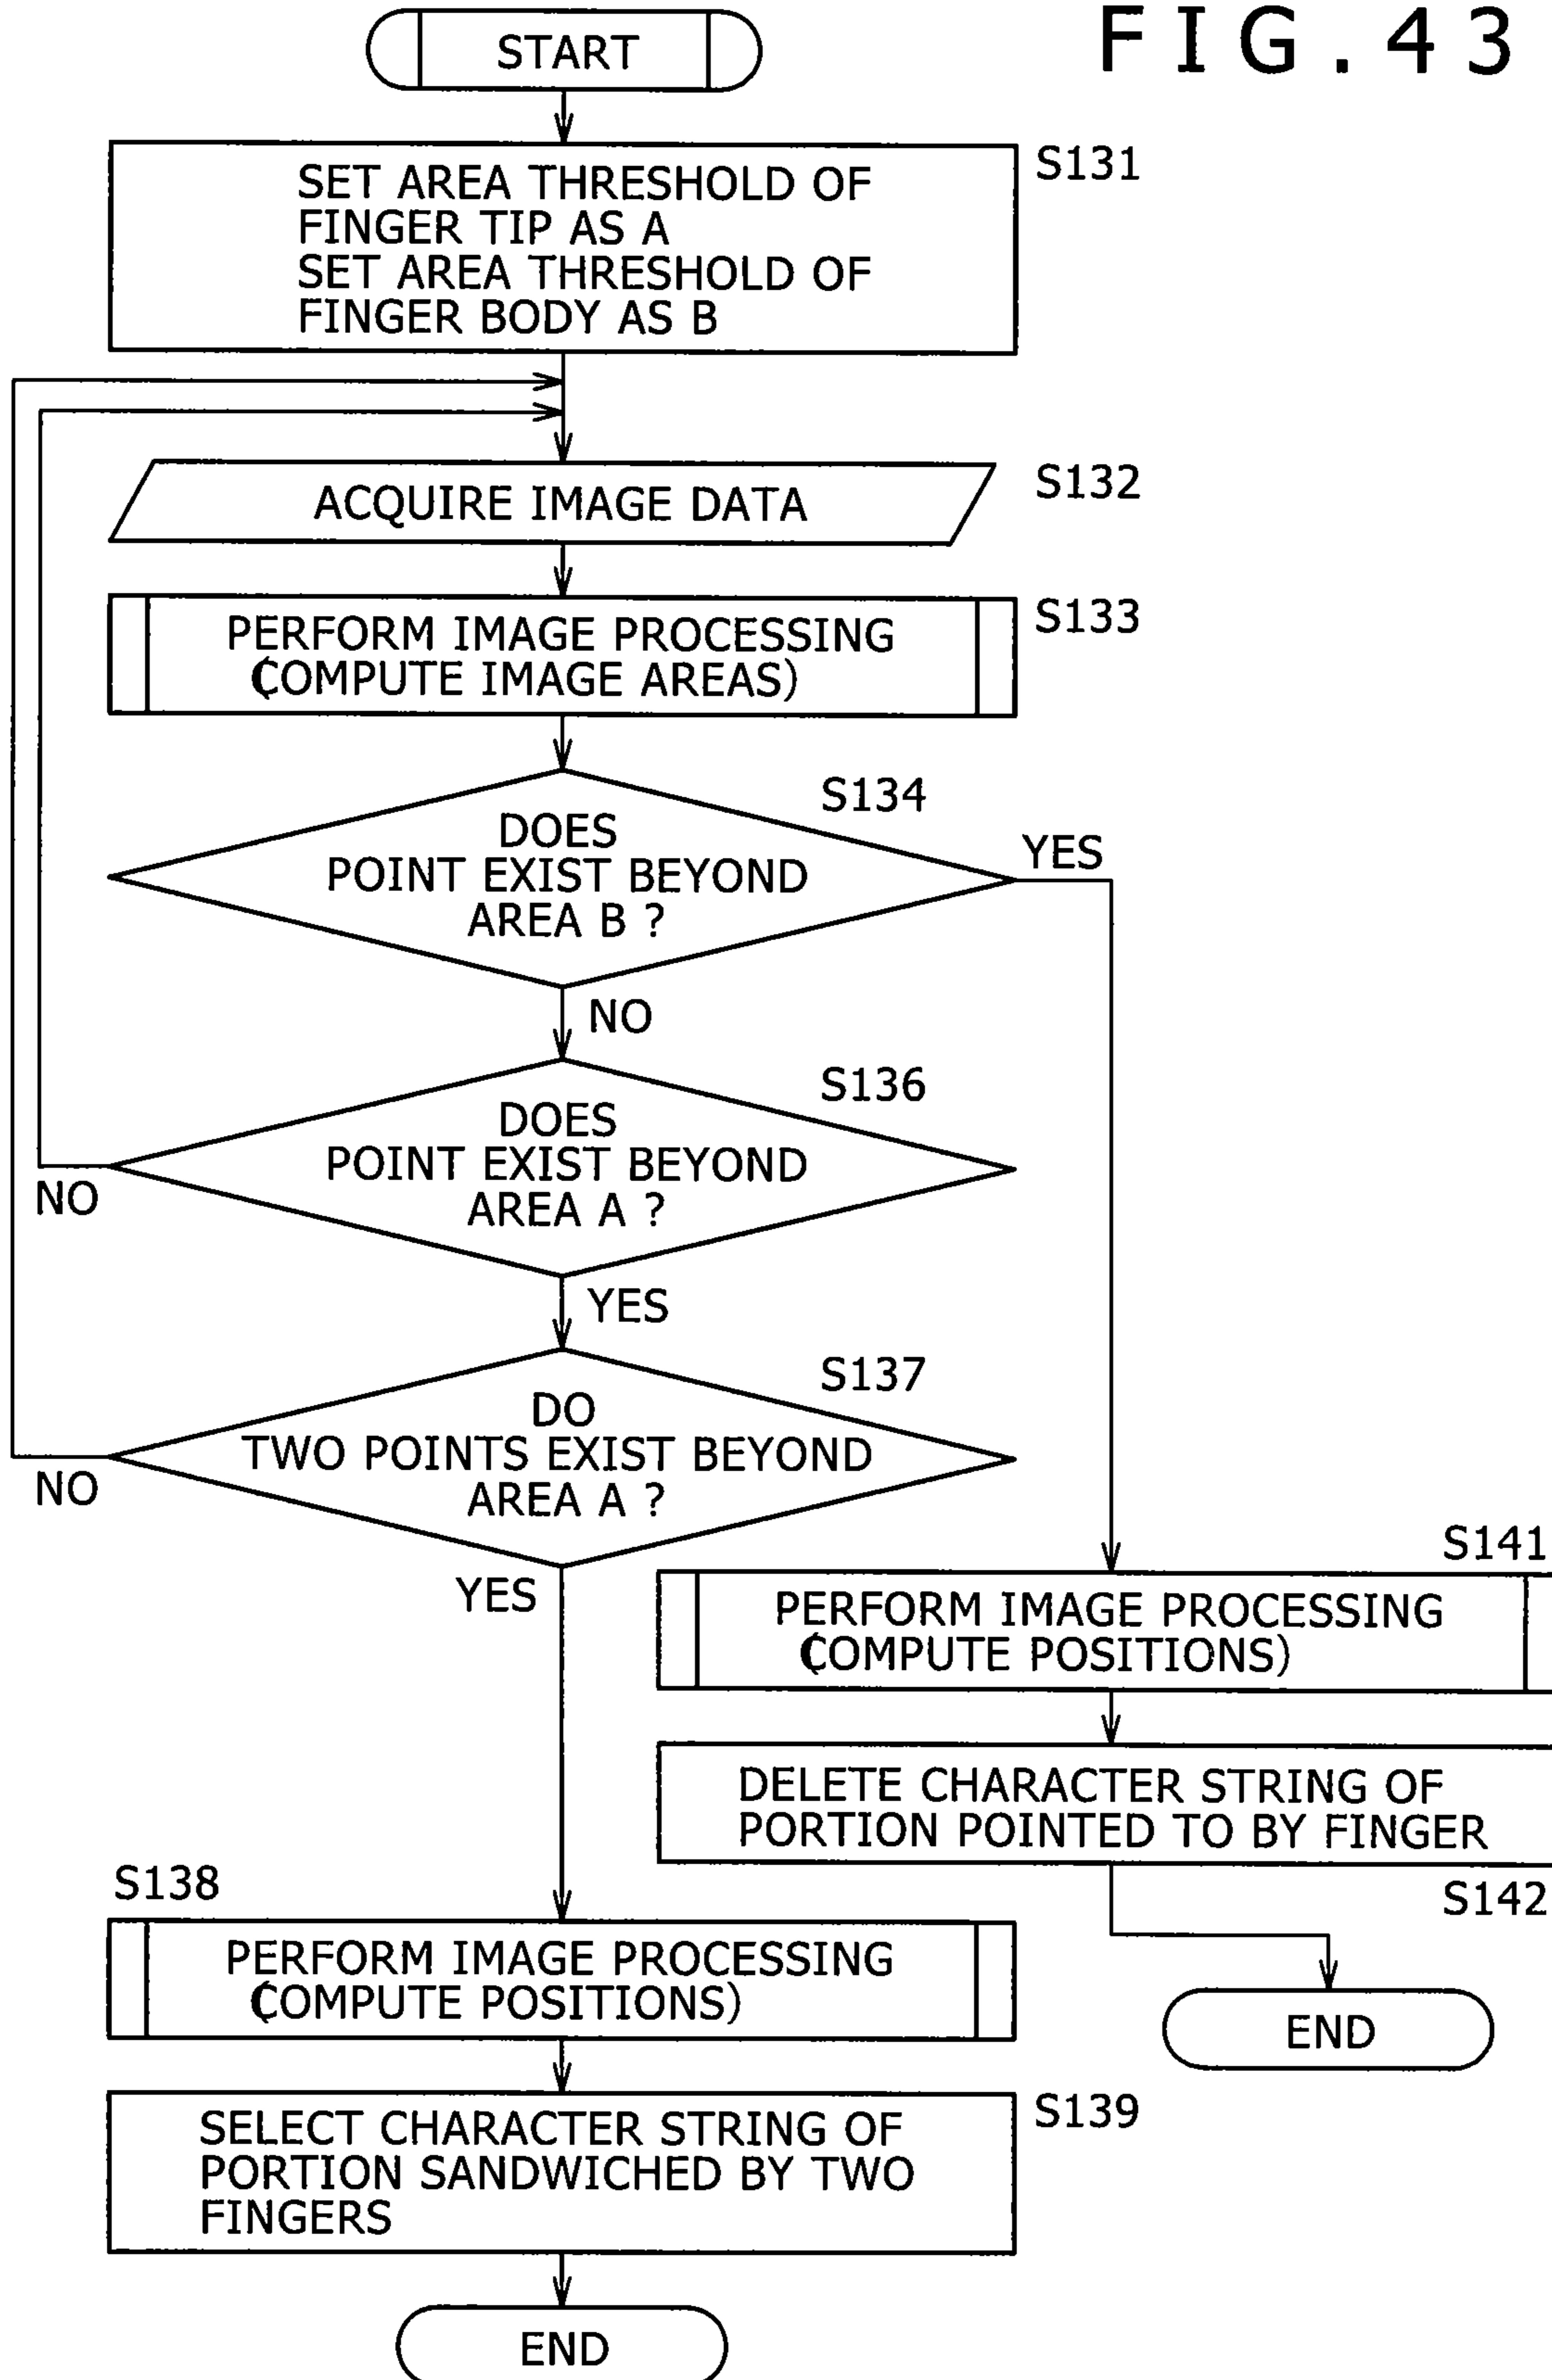 FIG.43
START
S131
SET AREA THRESHOLD OF
FINGER TIP AS A
SET AREA THRESHOLD OF
FINGER BODY AS B
S132
ACQUIRE IMAGE DATA
S133
PERFORM IMAGE PROCESSING
(COMPUTE IMAGE AREAS)
S134
DOES
POINT EXIST BEYOND
AREA B ?
YES
NO
S136
DOES
POINT EXIST BEYOND
AREA A ?
NO
YES
S137
DO
TWO POINTS EXIST BEYOND
AREA A ?
NO
YES
S141
PERFORM IMAGE PROCESSING
(COMPUTE POSITIONS)
DELETE CHARACTER STRING OF
PORTION POINTED TO BY FINGER
S142
END
S138
PERFORM IMAGE PROCESSING
(COMPUTE POSITIONS)
S139
SELECT CHARACTER STRING OF
PORTION SANDWICHED BY TWO
FINGERS
END